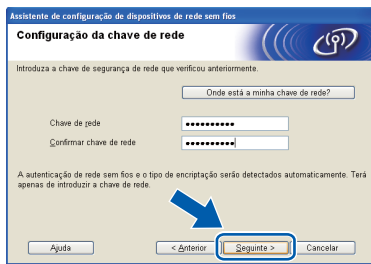 Assistente de configuração de dispositivos de rede sem fios
Configuração da chave de rede
Introduza a chave de segurança de rede que verificou anteriormente.
Onde está a minha chave de rede?
Chave de rede ●●●●●●●●●●
Confirmar chave de rede ●●●●●●●●●●
A autenticação de rede sem fios e o tipo de encriptação serão detectados automaticamente. Terá
apenas de introduzir a chave de rede.
Ajuda < Anterior Seguinte > Cancelar